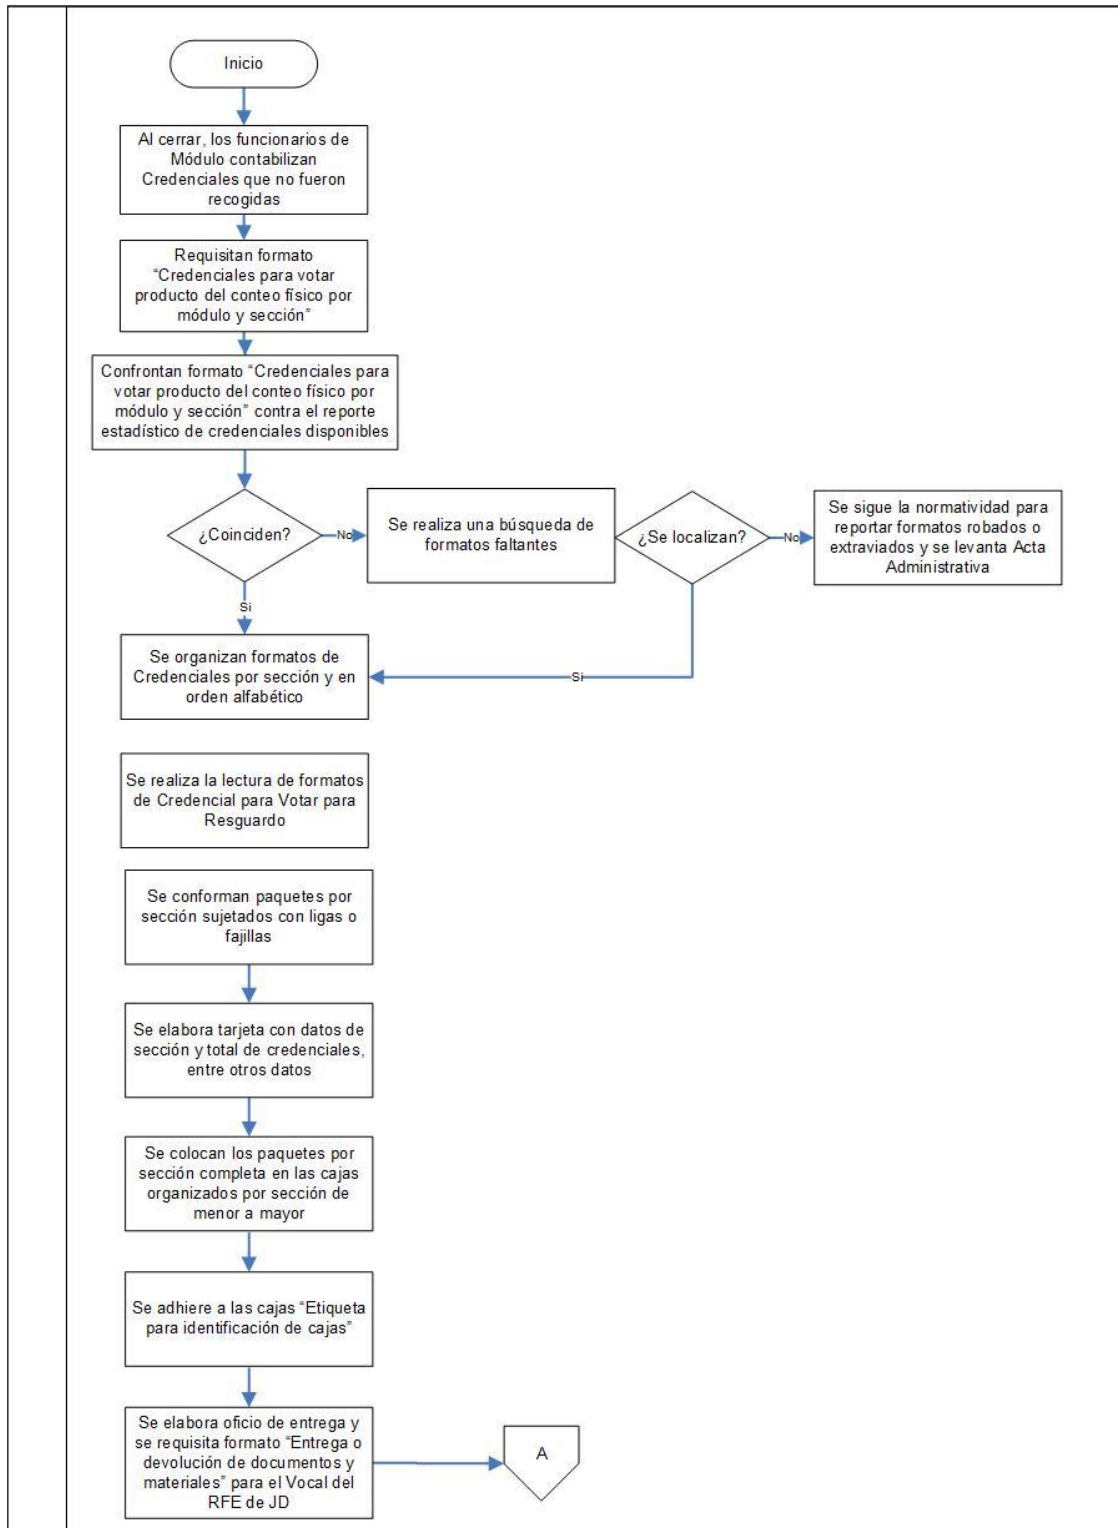 Inicio
Al cerrar, los funcionarios de
Módulo contabilizan
Credenciales que no fueron
recogidas
Requisitan formato
“Credenciales para votar
producto del conteo físico por
módulo y sección”
Confrontan formato “Credenciales para
votar producto del conteo físico por
módulo y sección” contra el reporte
estadístico de credenciales disponibles
¿Coinciden?
No
Se realiza una búsqueda de
formatos faltantes
¿Se localizan?
No
Se sigue la normatividad para
reportar formatos robados o
extraviados y se levanta Acta
Administrativa
Si
Se organizan formatos de
Credenciales por sección y en
orden alfabético
Si
Se realiza la lectura de formatos
de Credencial para Votar para
Resguardo
Se conforman paquetes por
sección sujetados con ligas o
fajillas
Se elabora tarjeta con datos de
sección y total de credenciales,
entre otros datos
Se colocan los paquetes por
sección completa en las cajas
organizados por sección de
menor a mayor
Se adhiere a las cajas “Etiqueta
para identificación de cajas”
Se elabora oficio de entrega y
se requisita formato “Entrega o
devolución de documentos y
materiales” para el Vocal del
RFE de JD
A